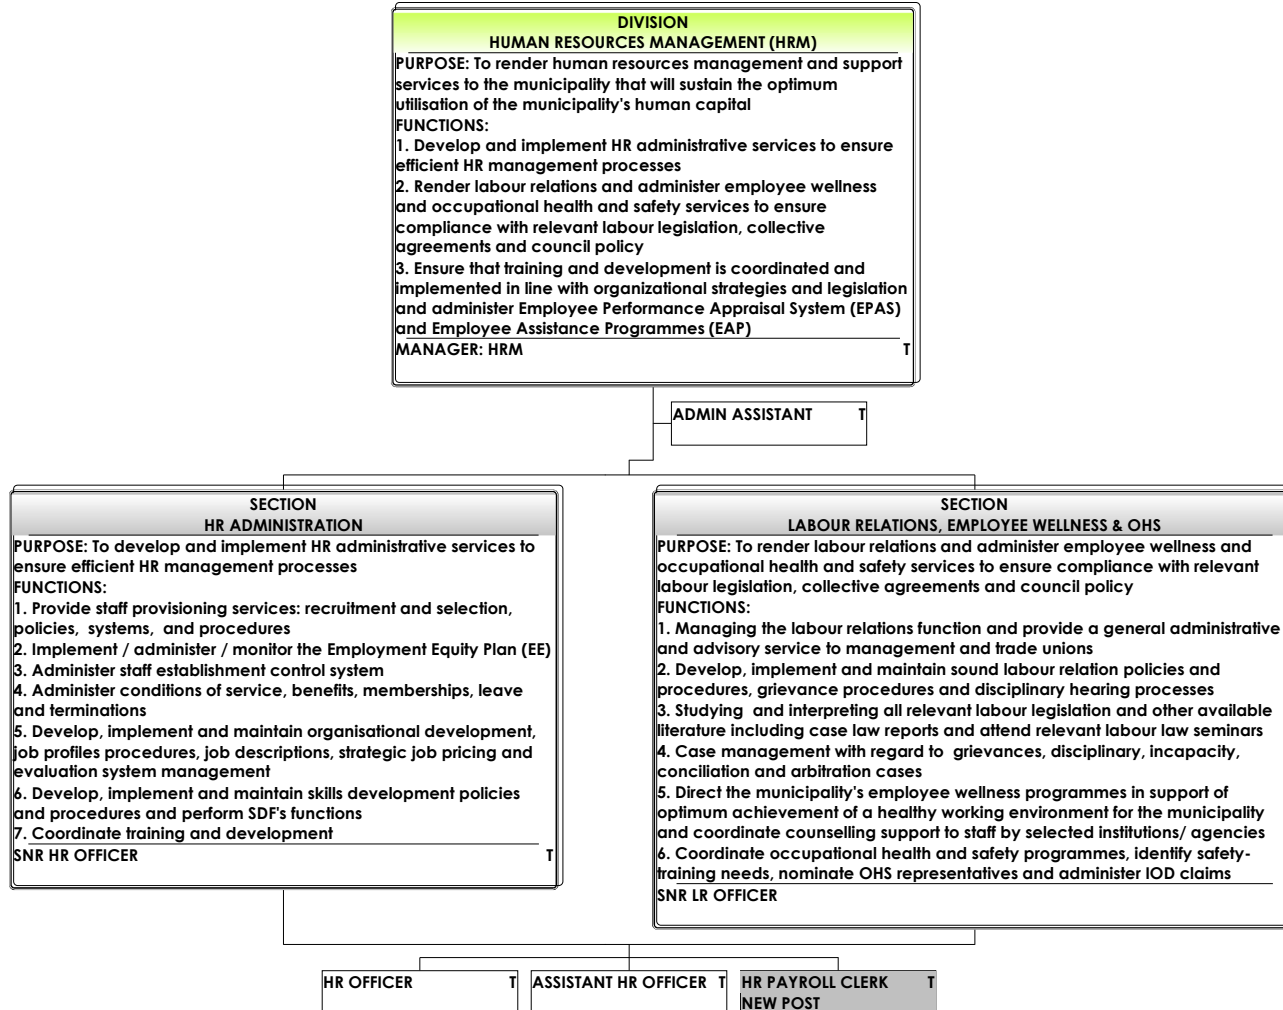 DIVISION
HUMAN RESOURCES MANAGEMENT (HRM)
PURPOSE: To render human resources management and support
services to the municipality that will sustain the optimum
utilisation of the municipality's human capital
FUNCTIONS:
1. Develop and implement HR administrative services to ensure
efficient HR management processes
2. Render labour relations and administer employee wellness
and occupational health and safety services to ensure
compliance with relevant labour legislation, collective
agreements and council policy
3. Ensure that training and development is coordinated and
implemented in line with organizational strategies and legislation
and administer Employee Performance Appraisal System (EPAS)
and Employee Assistance Programmes (EAP)
MANAGER: HRM T
ADMIN ASSISTANT T
SECTION
HR ADMINISTRATION
PURPOSE: To develop and implement HR administrative services to
ensure efficient HR management processes
FUNCTIONS:
1. Provide staff provisioning services: recruitment and selection,
policies, systems, and procedures
2. Implement / administer / monitor the Employment Equity Plan (EE)
3. Administer staff establishment control system
4. Administer conditions of service, benefits, memberships, leave
and terminations
5. Develop, implement and maintain organisational development,
job profiles procedures, job descriptions, strategic job pricing and
evaluation system management
6. Develop, implement and maintain skills development policies
and procedures and perform SDF's functions
7. Coordinate training and development
SNR HR OFFICER T
SECTION
LABOUR RELATIONS, EMPLOYEE WELLNESS & OHS
PURPOSE: To render labour relations and administer employee wellness and
occupational health and safety services to ensure compliance with relevant
labour legislation, collective agreements and council policy
FUNCTIONS:
1. Managing the labour relations function and provide a general administrative
and advisory service to management and trade unions
2. Develop, implement and maintain sound labour relation policies and
procedures, grievance procedures and disciplinary hearing processes
3. Studying and interpreting all relevant labour legislation and other available
literature including case law reports and attend relevant labour law seminars
4. Case management with regard to grievances, disciplinary, incapacity,
conciliation and arbitration cases
5. Direct the municipality's employee wellness programmes in support of
optimum achievement of a healthy working environment for the municipality
and coordinate counselling support to staff by selected institutions/ agencies
6. Coordinate occupational health and safety programmes, identify safety-
training needs, nominate OHS representatives and administer IOD claims
SNR LR OFFICER
HR OFFICER T
ASSISTANT HR OFFICER T
HR PAYROLL CLERK T
NEW POST